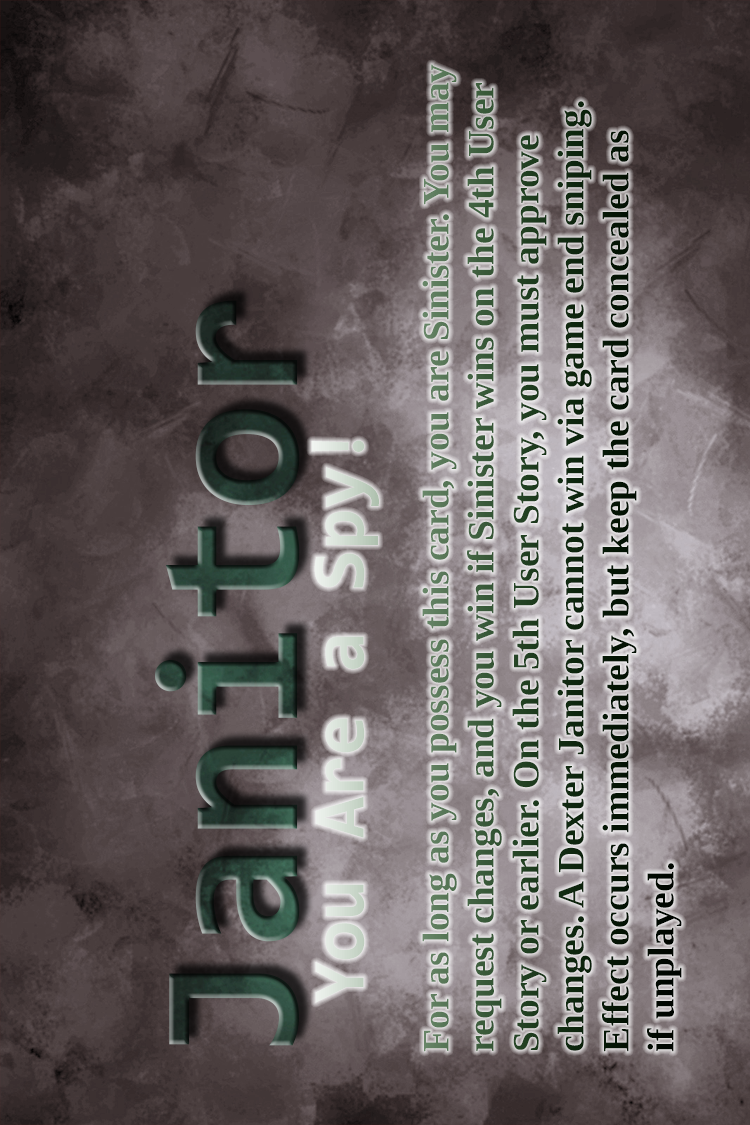 Janitor
You Are a Spy!
For as long as you possess this card, you are Sinister. You may
request changes, and you win if Sinister wins on the 4th User
Story or earlier. On the 5th User Story, you must approve
changes. A Dexter Janitor cannot win via game end sniping.
Effect occurs immediately, but keep the card concealed as
if unplayed.